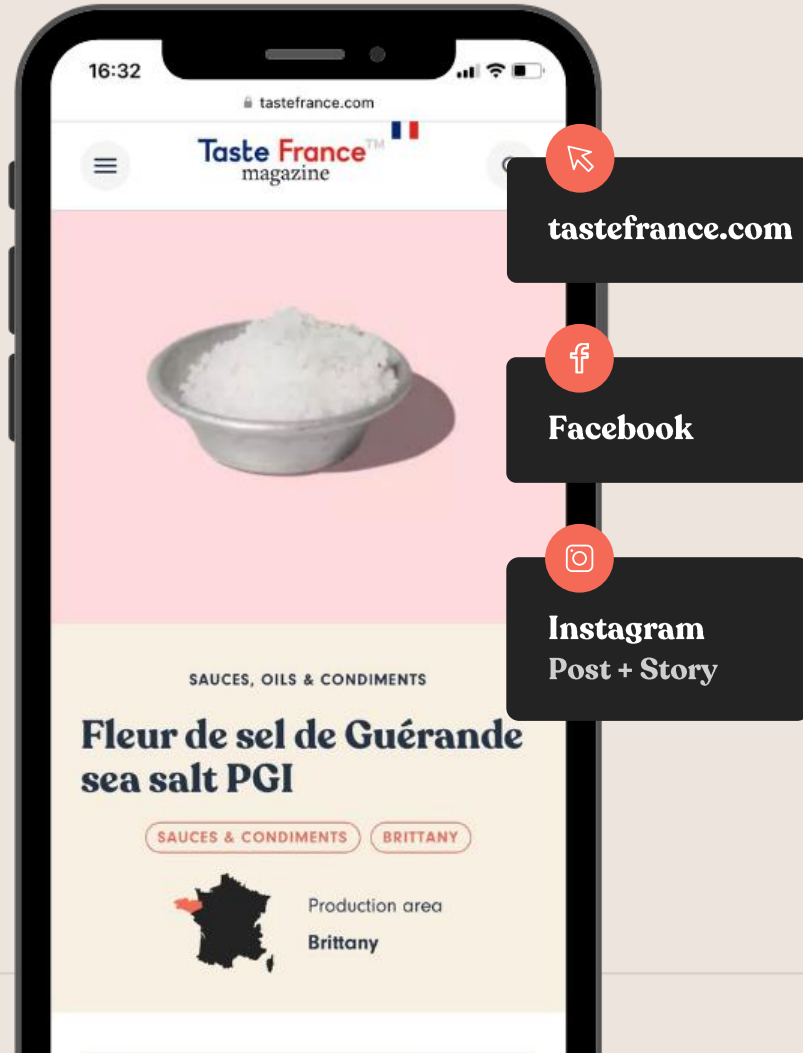 16:32
tastefrance.com
Taste France™
magazine
tastefrance.com
Facebook
Instagram
Post + Story
SAUCES, OILS & CONDIMENTS
Fleur de sel de Guérande
sea salt PGI
SAUCES & CONDIMENTS BRITTANY
Production area
Brittany